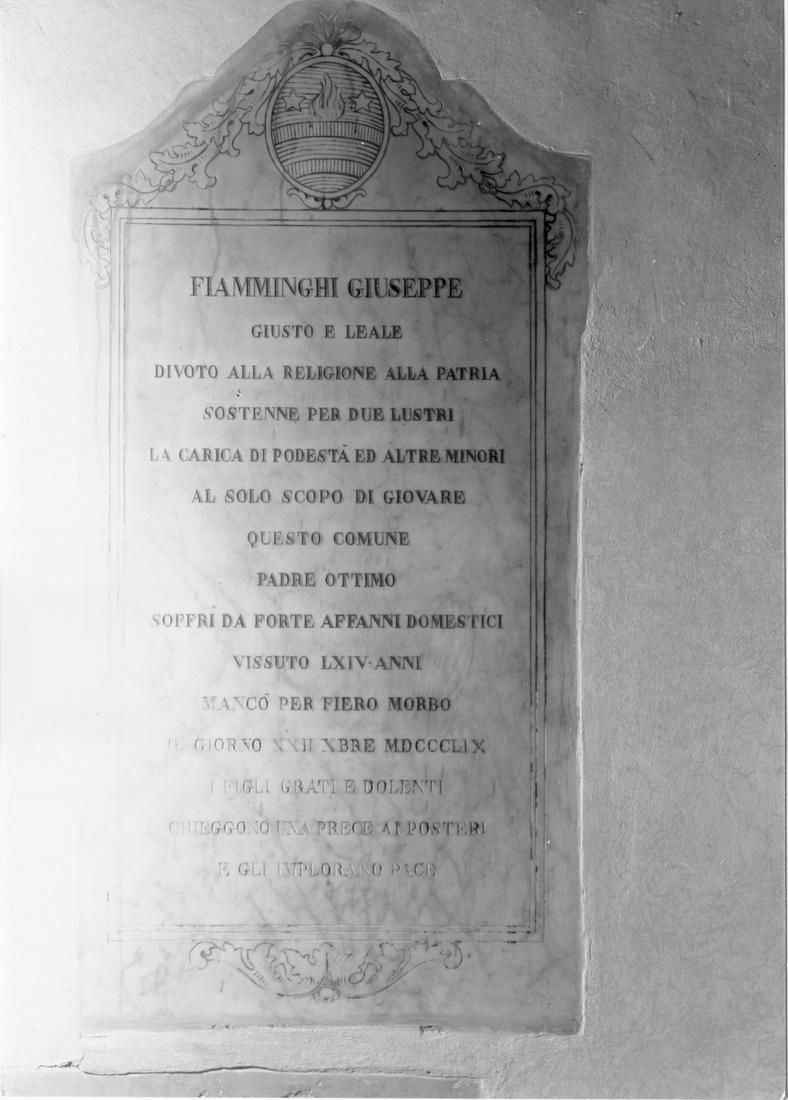 FIAMMINGHI GIUSEPPE
GIUSTO E LEALE
DIVOTO ALLA RELIGIONE ALLA PATRIA
SOSTENNE PER DUE LUSTRI
LA CARICA DI PODESTÀ ED ALTRE MINORI
AL SOLO SCOPO DI GIOVARE
QUESTO COMUNE
PADRE OTTIMO
SOFFRÌ DA FORTE AFFANNI DOMESTICI
VISSUTO LXIV·ANNI
MANCÒ PER FIERO MORBO
IL GIORNO XXII XBRE MDCCCLIX
I FIGLI GRATI E DOLENTI
CHIEGGONO UNA PRECE AI POSTERI
E GLI IMPLORANO PACE